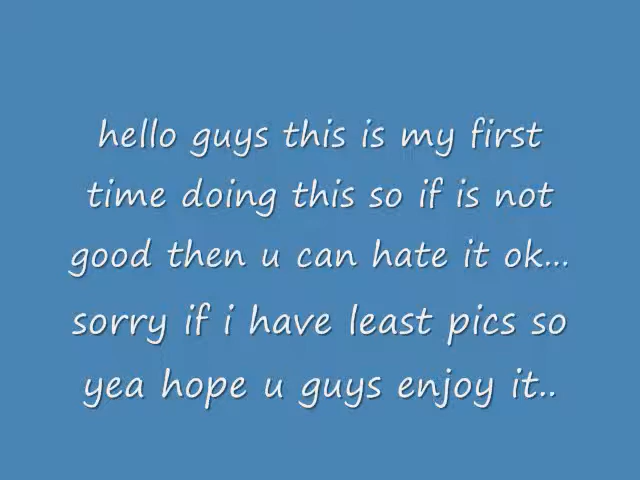 hello guys this is my first
time doing this so if is not
good then u can hate it ok...
sorry if i have least pics so
yea hope u guys enjoy it..